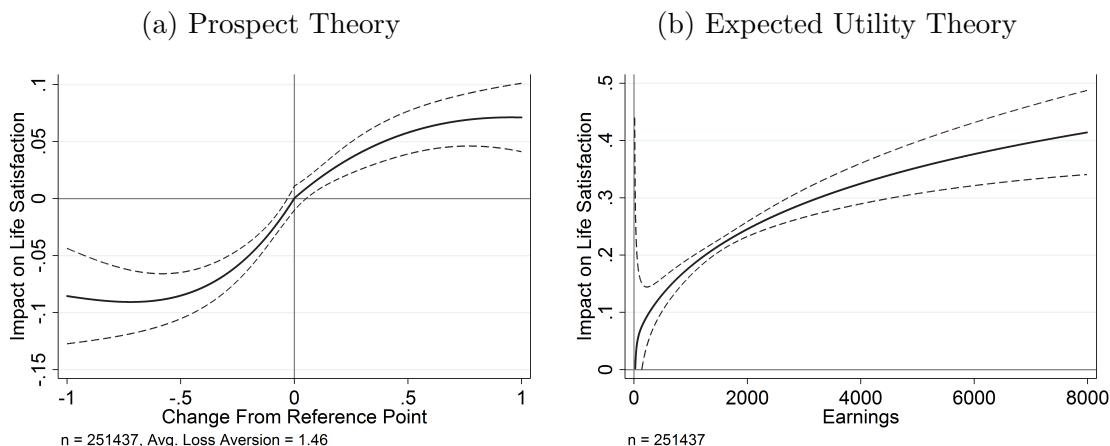 (a) Prospect Theory
Impact on Life Satisfaction
.1
.05
0
-.05
-.1
-.15
-1
-.5
0
.5
1
Change From Reference Point
n = 251437, Avg. Loss Aversion = 1.46
(b) Expected Utility Theory
Impact on Life Satisfaction
.5
.4
.3
.2
.1
0
0
2000
4000
6000
8000
Earnings
n = 251437